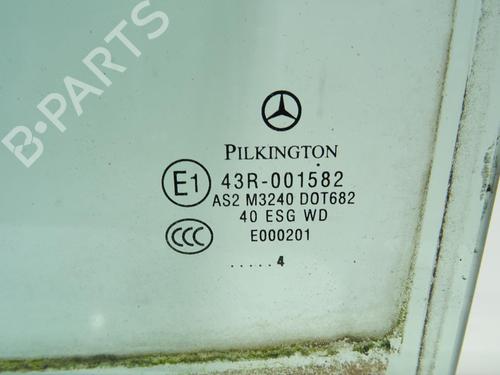 B-PARTS
PILKINGTON
E1 43R-001582
AS2 M3240 DOT682
40 ESG WD
CCC E000201
.....4